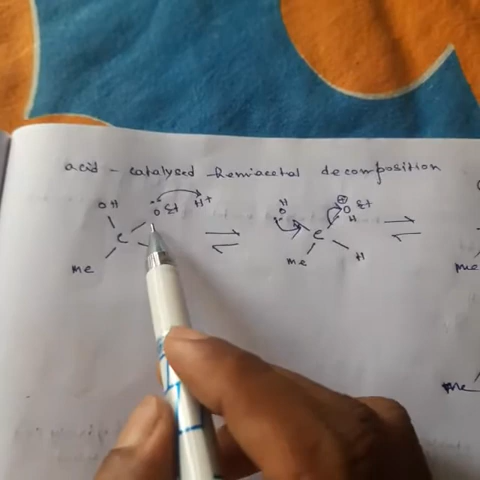 acid - catalysed hemiacetal decomposition
OH
OEt H+
C
Me
H
O
⊕
O Et
H
C
Me H
Me
Me